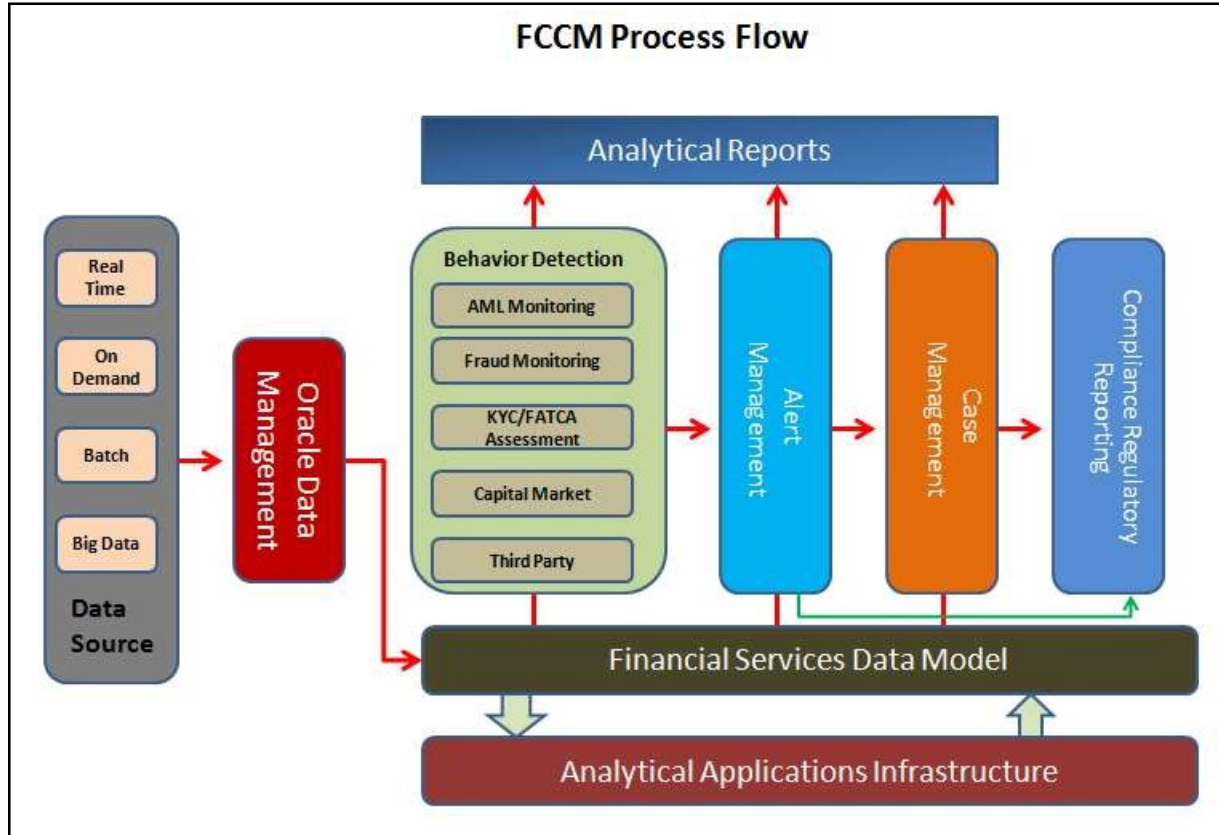 FCCM Process Flow
Analytical Reports
Real
Time
On
Demand
Batch
Big Data
Data
Source
Oracle Data
Management
Behavior Detection
AML Monitoring
Fraud Monitoring
KYC/FATCA
Assessment
Capital Market
Third Party
Alert
Management
Case
Management
Compliance Regulatory
Reporting
Financial Services Data Model
Analytical Applications Infrastructure